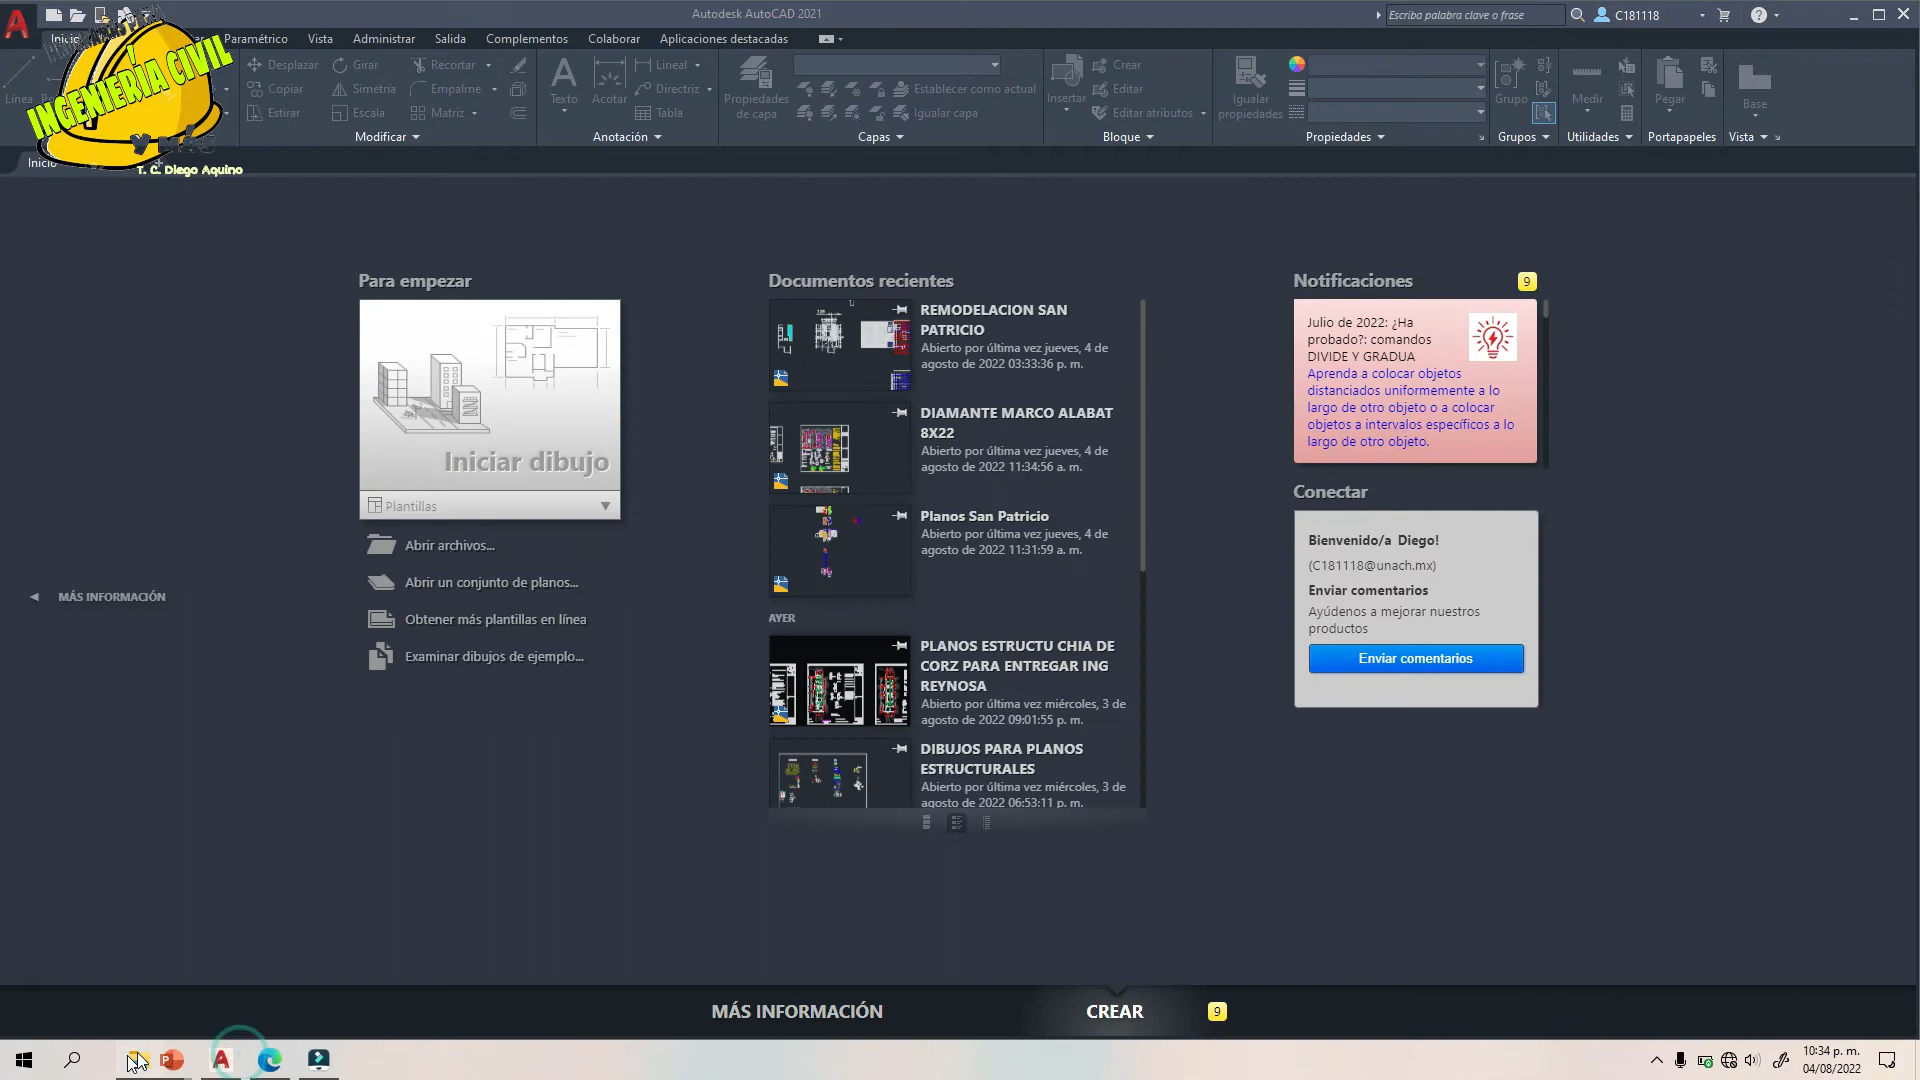 Autodesk AutoCAD 2021
Escriba palabra clave o frase
C181118
Paramétrico
Vista
Administrar
Salida
Complementos
Colaborar
Aplicaciones destacadas
INGENIERÍA CIVIL
T. C. Diego Aquino
Línea
Desplazar
Girar
Recortar
Copiar
Simetría
Empalme
Estirar
Escala
Matriz
Modificar
Texto
Acotar
Lineal
Directriz
Tabla
Anotación
Propiedades
de capa
Establecer como actual
Igualar capa
Capas
Insertar
Crear
Editar
Editar atributos
Bloque
Igualar
propiedades
Propiedades
Grupo
Grupos
Medir
Utilidades
Pegar
Portapapeles
Base
Vista
Inicio
Para empezar
Iniciar dibujo
Plantillas
Abrir archivos...
Abrir un conjunto de planos...
Obtener más plantillas en línea
Examinar dibujos de ejemplo...
MÁS INFORMACIÓN
Documentos recientes
REMODELACION SAN
PATRICIO
Abierto por última vez jueves, 4 de
agosto de 2022 03:33:36 p. m.
DIAMANTE MARCO ALABAT
8X22
Abierto por última vez jueves, 4 de
agosto de 2022 11:34:56 a. m.
Planos San Patricio
Abierto por última vez jueves, 4 de
agosto de 2022 11:31:59 a. m.
AYER
PLANOS ESTRUCTU CHIA DE
CORZ PARA ENTREGAR ING
REYNOSA
Abierto por última vez miércoles, 3 de
agosto de 2022 09:01:55 p. m.
DIBUJOS PARA PLANOS
ESTRUCTURALES
Abierto por última vez miércoles, 3 de
agosto de 2022 06:53:11 p. m.
Notificaciones
9
Julio de 2022: ¿Ha
probado?: comandos
DIVIDE Y GRADUA
Aprenda a colocar objetos
distanciados uniformemente a lo
largo de otro objeto o a colocar
objetos a intervalos específicos a lo
largo de otro objeto.
Conectar
Bienvenido/a Diego!
(C181118@unach.mx)
Enviar comentarios
Ayúdenos a mejorar nuestros
productos
Enviar comentarios
MÁS INFORMACIÓN
CREAR
9
10:34 p. m.
04/08/2022